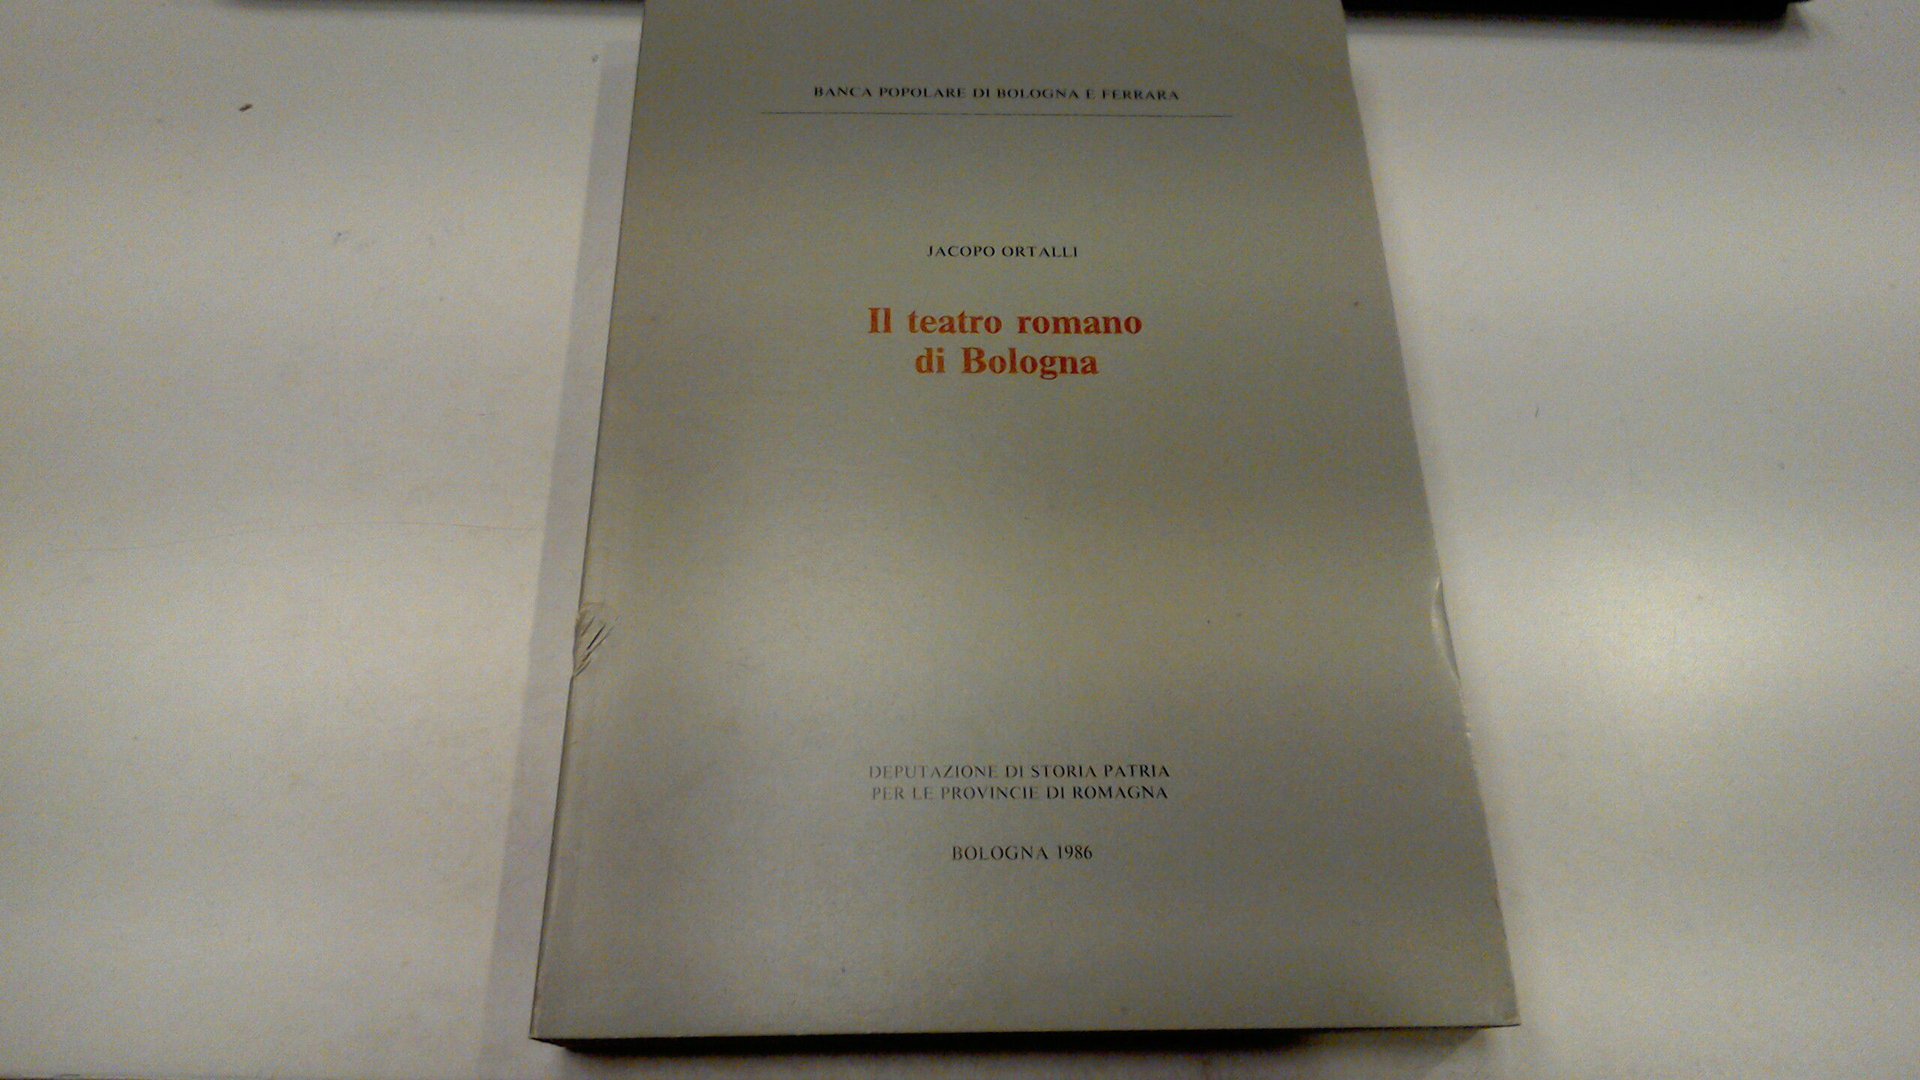 BANCA POPOLARE DI BOLOGNA E FERRARA
JACOPO ORTALLI
Il teatro romano
di Bologna
DEPUTAZIONE DI STORIA PATRIA
PER LE PROVINCIE DI ROMAGNA
BOLOGNA 1986